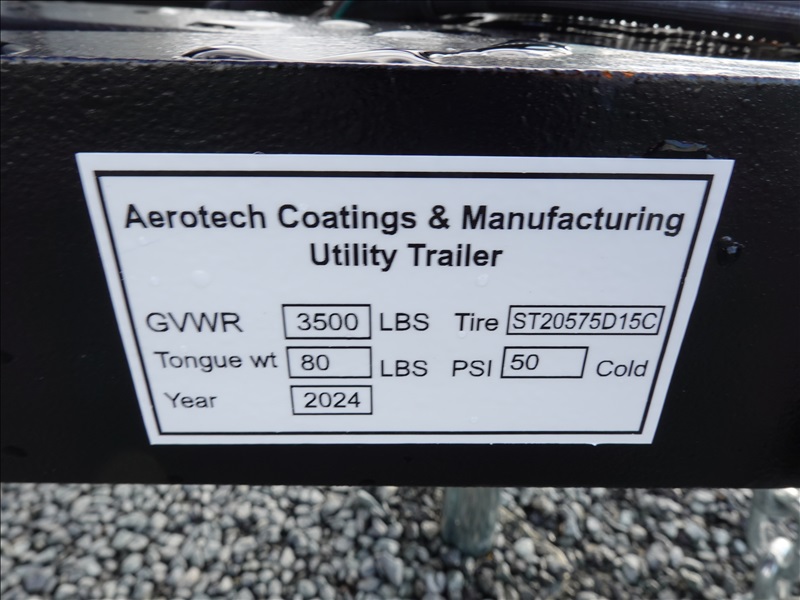 Aerotech Coatings & Manufacturing
Utility Trailer
GVWR 3500 LBS Tire ST20575D15C
Tongue wt 80 LBS PSI 50 Cold
Year 2024